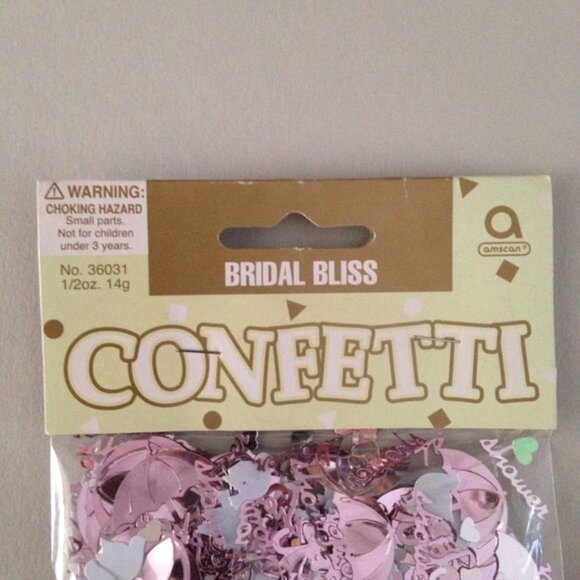 ⚠ WARNING:
CHOKING HAZARD
Small parts.
Not for children
under 3 years.
No. 36031
1/2oz. 14g
BRIDAL BLISS
a
amscan®
CONFETTI
shower